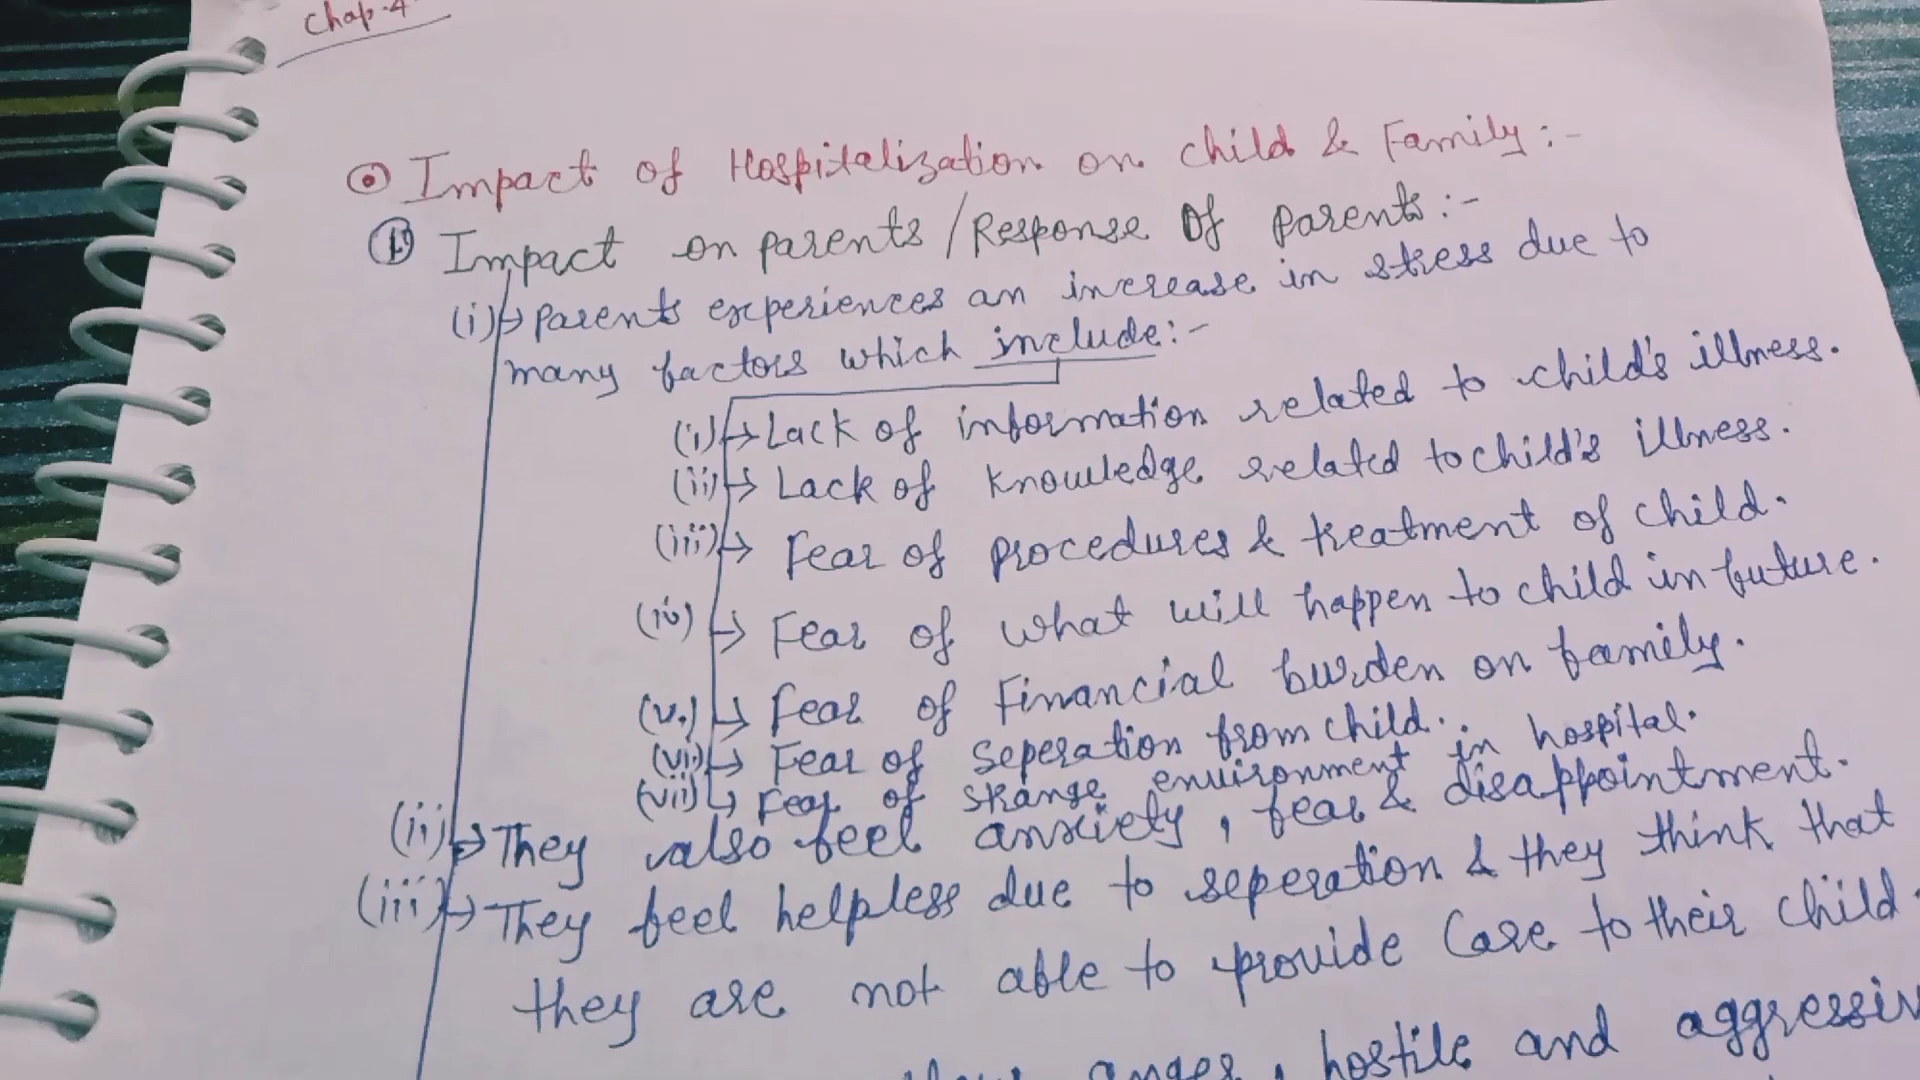 Chap-4
Impact of Hospitalization on child & Family:-
(1) Impact on parents/Response Of parents:-
(i)→ parents experiences an increase in stress due to
many factors which include:-
(i)→ Lack of information related to child's illness.
(ii)→ Lack of knowledge related to child's illness.
(iii)→ Fear of procedures & treatment of child.
(iv)→ Fear of what will happen to child in future.
(v.)→ Fear of Financial burden on family.
(vi)→ Fear of seperation from child.
(vii)→ Fear of strange environment in hospital.
(ii)→ They also feel anxiety, fear & disappointment.
(iii)→ They feel helpless due to seperation & they think that
they are not able to provide Care to their child.
anger, hostile and aggressiv